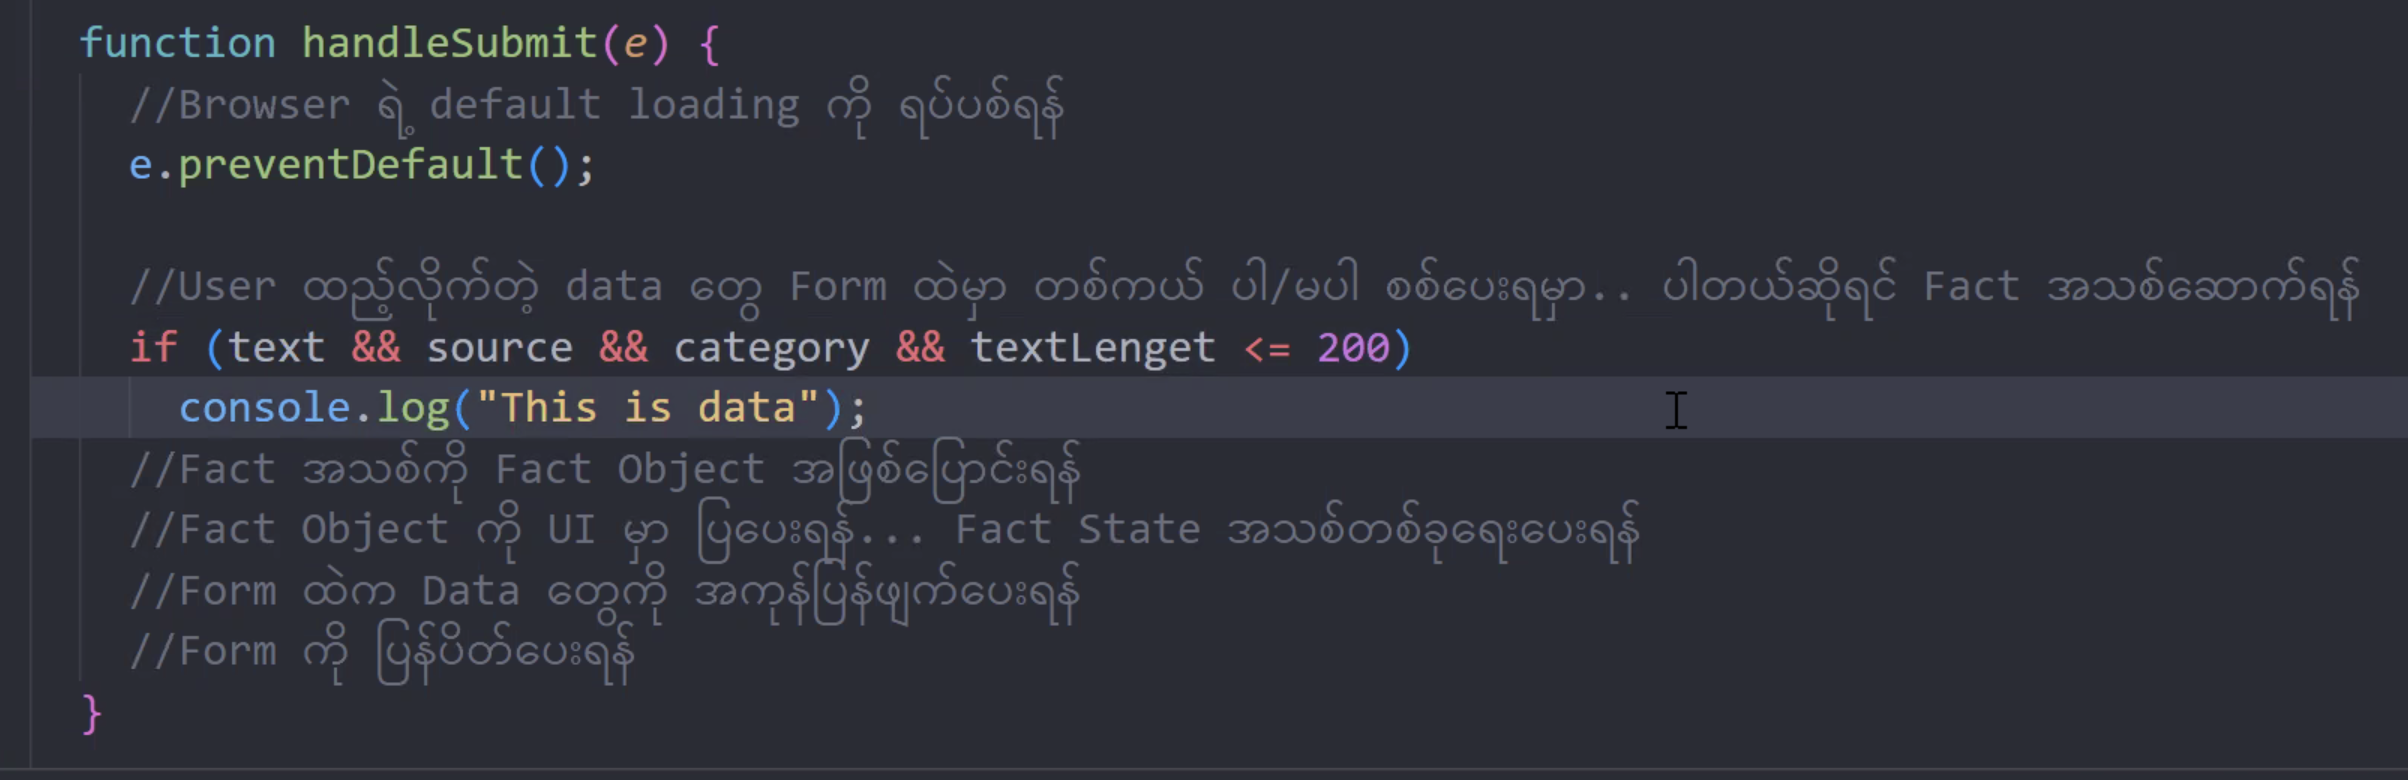 function handleSubmit(e) {
//Browser ရဲ့ default loading ကို ရပ်ပစ်ရန်
e.preventDefault();
//User ထည့်လိုက်တဲ့ data တွေ Form ထဲမှာ တစ်ကယ် ပါ/မပါ စစ်ပေးရမှာ.. ပါတယ်ဆိုရင် Fact အသစ်ဆောက်ရန်
if (text && source && category && textLenget <= 200)
console.log("This is data");
//Fact အသစ်ကို Fact Object အဖြစ်ပြောင်းရန်
//Fact Object ကို UI မှာ ပြပေးရန်... Fact State အသစ်တစ်ခုရေးပေးရန်
//Form ထဲက Data တွေကို အကုန်ပြန်ဖျက်ပေးရန်
//Form ကို ပြန်ပိတ်ပေးရန်
}